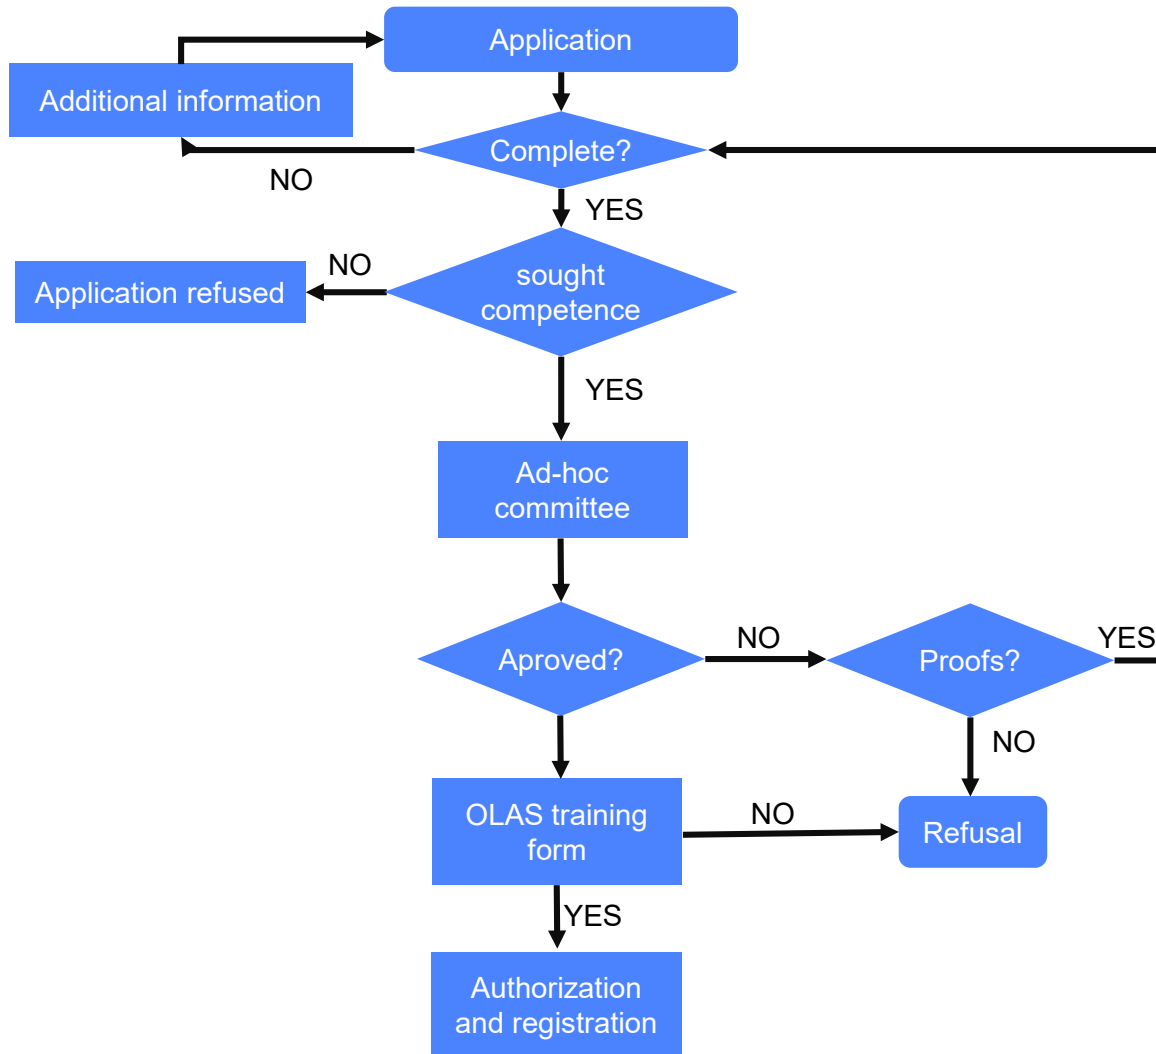 Application
Additional information
Complete?
NO
YES
NO
sought
competence
Application refused
YES
Ad-hoc
committee
NO
YES
Aproved?
Proofs?
NO
OLAS training
form
NO
Refusal
YES
Authorization
and registration